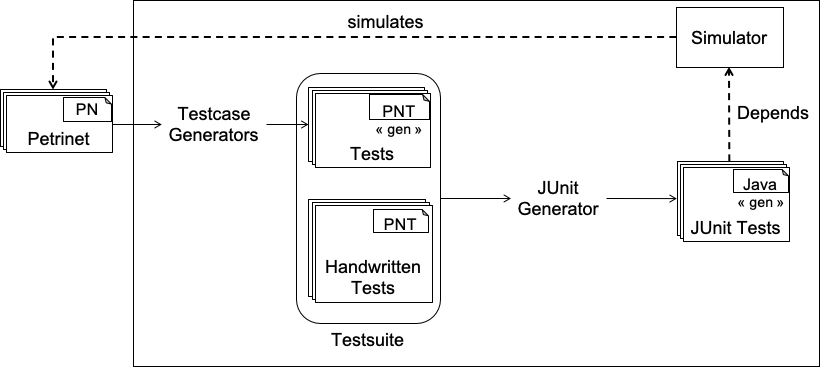 simulates
Simulator
PN
Petrinet
Testcase
Generators
PNT
« gen »
Tests
Depends
JUnit
Generator
Java
« gen »
JUnit Tests
PNT
Handwritten
Tests
Testsuite